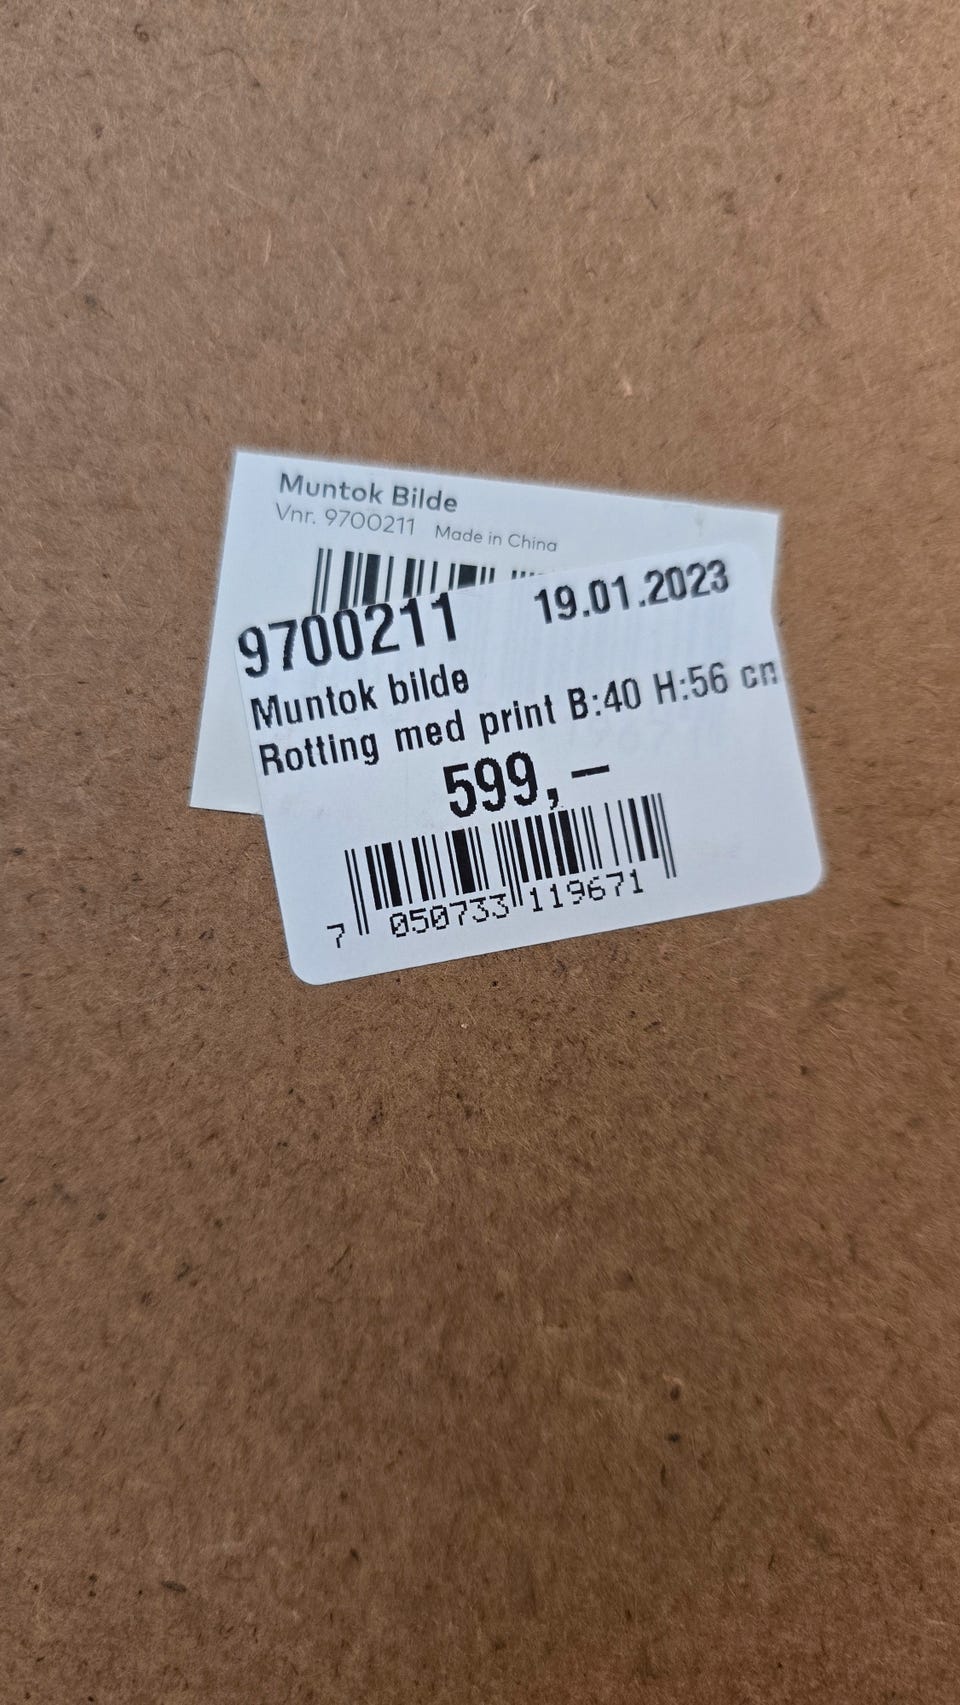 Muntok Bilde
Vnr. 9700211 Made in China
9700211 19.01.2023
Muntok bilde
Rotting med print B:40 H:56 cm
599,–
7 050733 119671